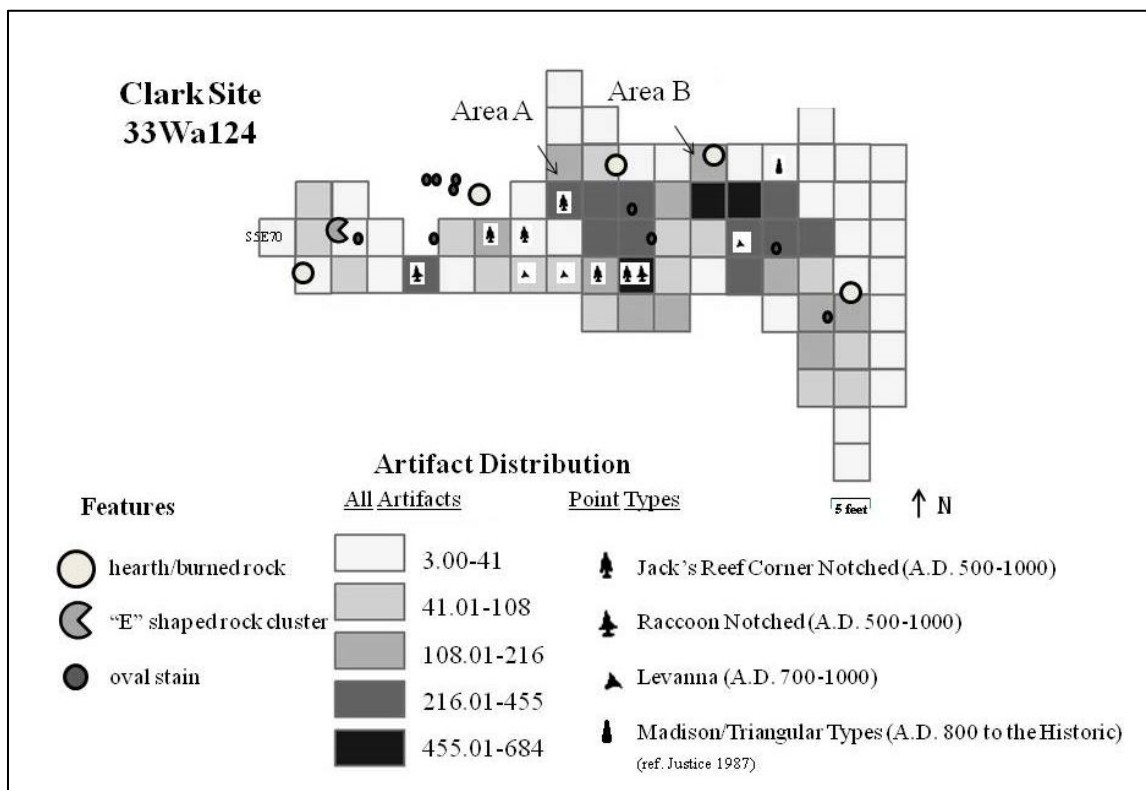 Clark Site
33Wa124
Area A
Area B
S5E70
Artifact Distribution
Features
All Artifacts
Point Types
5 feet
N
hearth/burned rock
"E" shaped rock cluster
oval stain
3.00-41
41.01-108
108.01-216
216.01-455
455.01-684
Jack's Reef Corner Notched (A.D. 500-1000)
Raccoon Notched (A.D. 500-1000)
Levanna (A.D. 700-1000)
Madison/Triangular Types (A.D. 800 to the Historic)
(ref. Justice 1987)